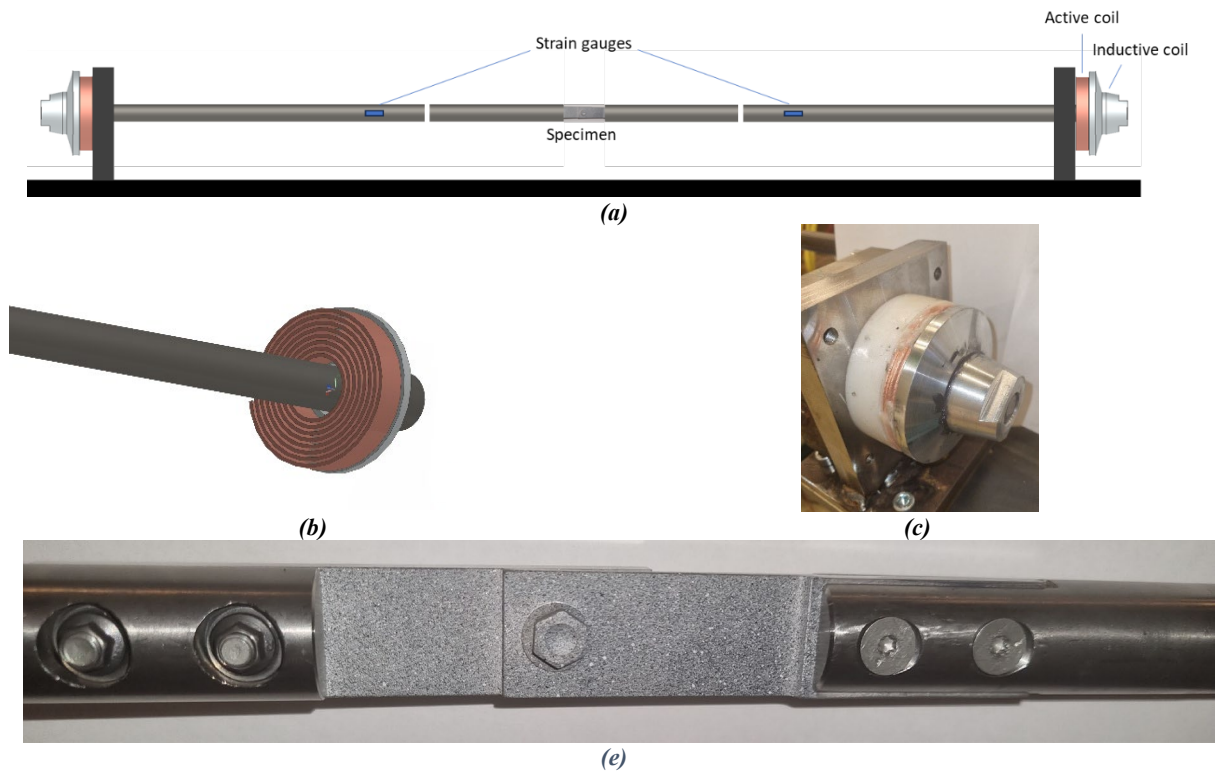 Active coil
Strain gauges
Inductive coil
Specimen
(a)
(b)
(c)
(e)